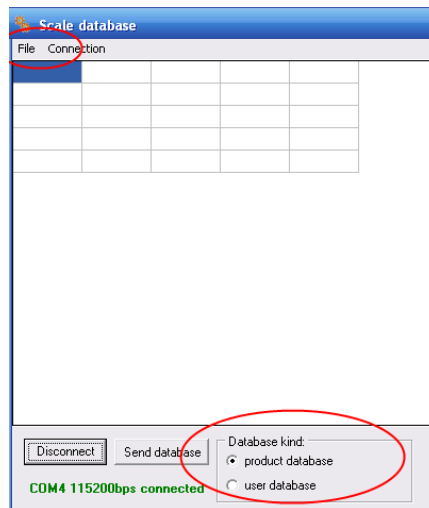 Scale database
File Connection
Database kind:
Disconnect Send database product database
COM4 115200bps connected user database